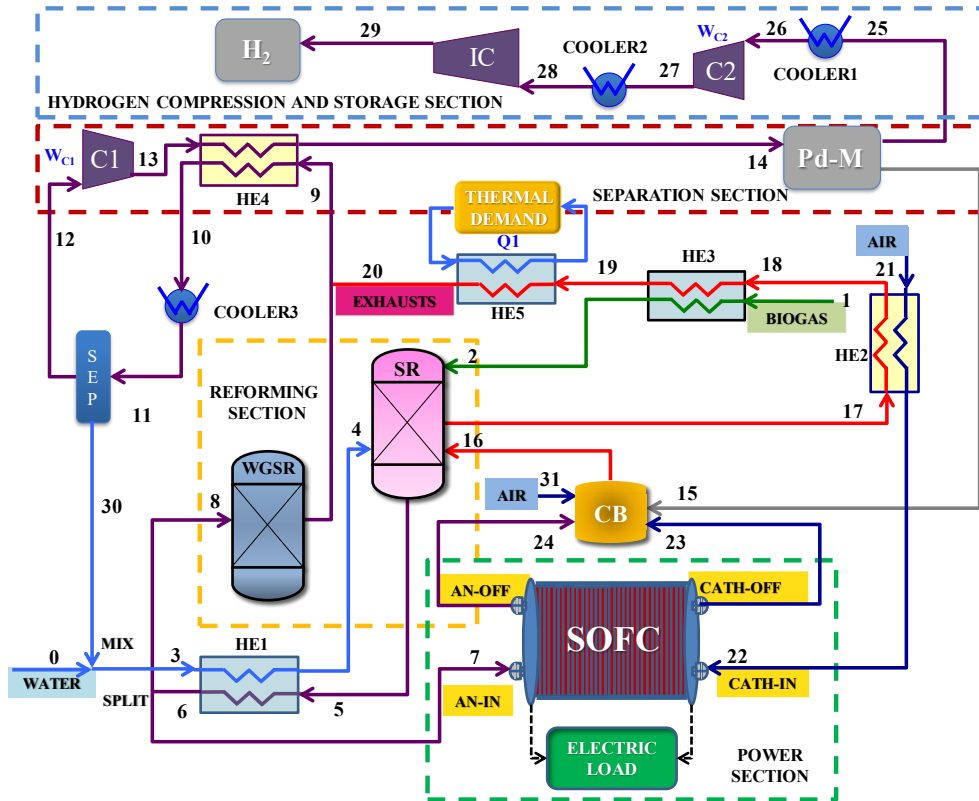 29
H₂
IC
28
COOLER2
27
W_C2
C2
26
25
COOLER1
HYDROGEN COMPRESSION AND STORAGE SECTION
W_C1
C1
13
HE4
9
14
Pd-M
SEPARATION SECTION
12
10
THERMAL
DEMAND
Q1
AIR
20
19
HE3
18
21
EXHAUSTS
HE5
1
BIOGAS
HE2
COOLER3
SEP
11
2
SR
REFORMING
SECTION
4
17
16
WGSR
8
30
AIR
31
CB
15
24
23
AN-OFF
CATH-OFF
SOFC
0
WATER
MIX
3
HE1
7
22
SPLIT
6
5
AN-IN
CATH-IN
ELECTRIC
LOAD
POWER
SECTION